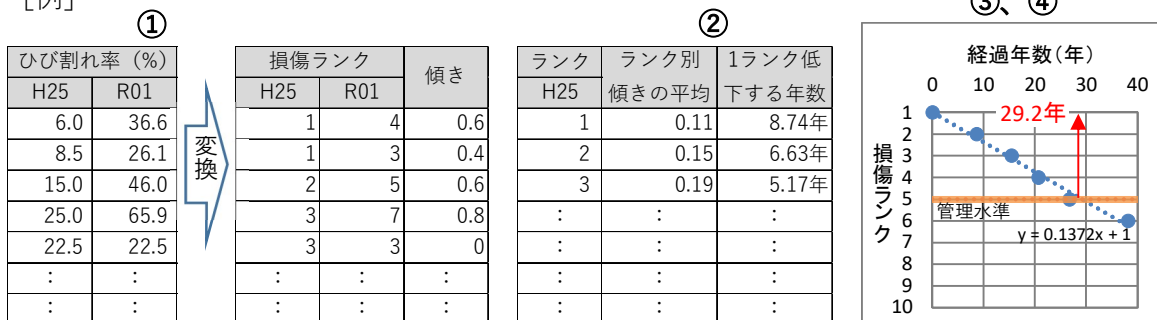 ［例］
① ② ③、④
ひび割れ率（%）
H25 R01
6.0 36.6
8.5 26.1
15.0 46.0
25.0 65.9
22.5 22.5
： ：
： ：
変換
損傷ランク 傾き
H25 R01
1 4 0.6
1 3 0.4
2 5 0.6
3 7 0.8
3 3 0
： ： ：
： ： ：
ランク ランク別 1ランク低
H25 傾きの平均 下する年数
1 0.11 8.74年
2 0.15 6.63年
3 0.19 5.17年
： ： ：
： ： ：
： ： ：
： ： ：
経過年数（年）
0 10 20 30 40
29.2年
損傷ランク
1
2
3
4
5
6
7
8
9
10
管理水準
y = 0.1372x + 1